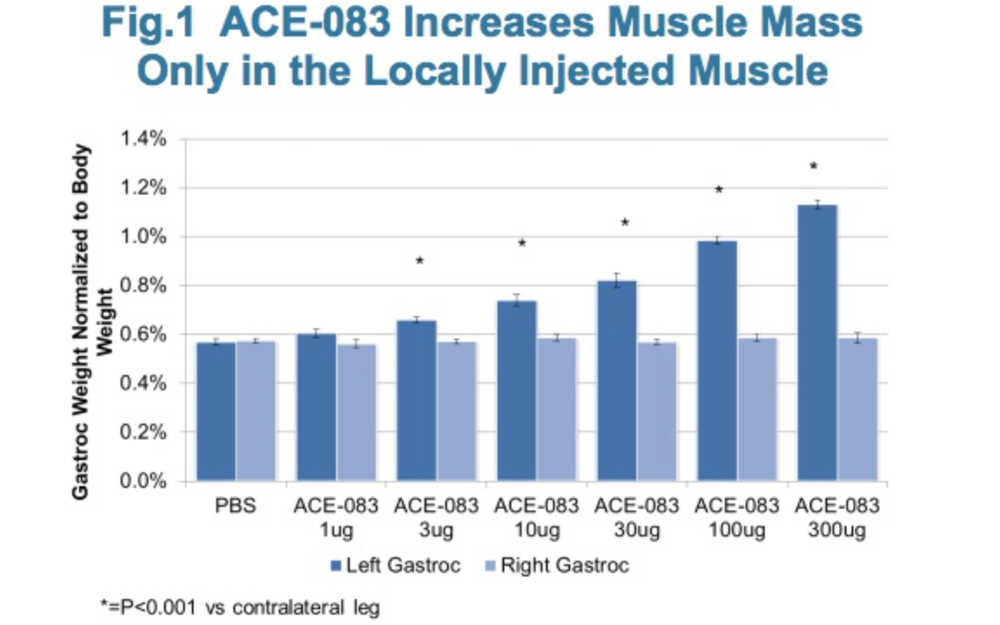 Fig.1 ACE-083 Increases Muscle Mass
Only in the Locally Injected Muscle
Gastroc Weight Normalized to Body
Weight
1.4%
1.2%
1.0%
0.8%
0.6%
0.4%
0.2%
0.0%
*
*
*
*
*
PBS
ACE-083 ACE-083 ACE-083 ACE-083 ACE-083 ACE-083
1ug 3ug 10ug 30ug 100ug 300ug
Left Gastroc Right Gastroc
*=P<0.001 vs contralateral leg